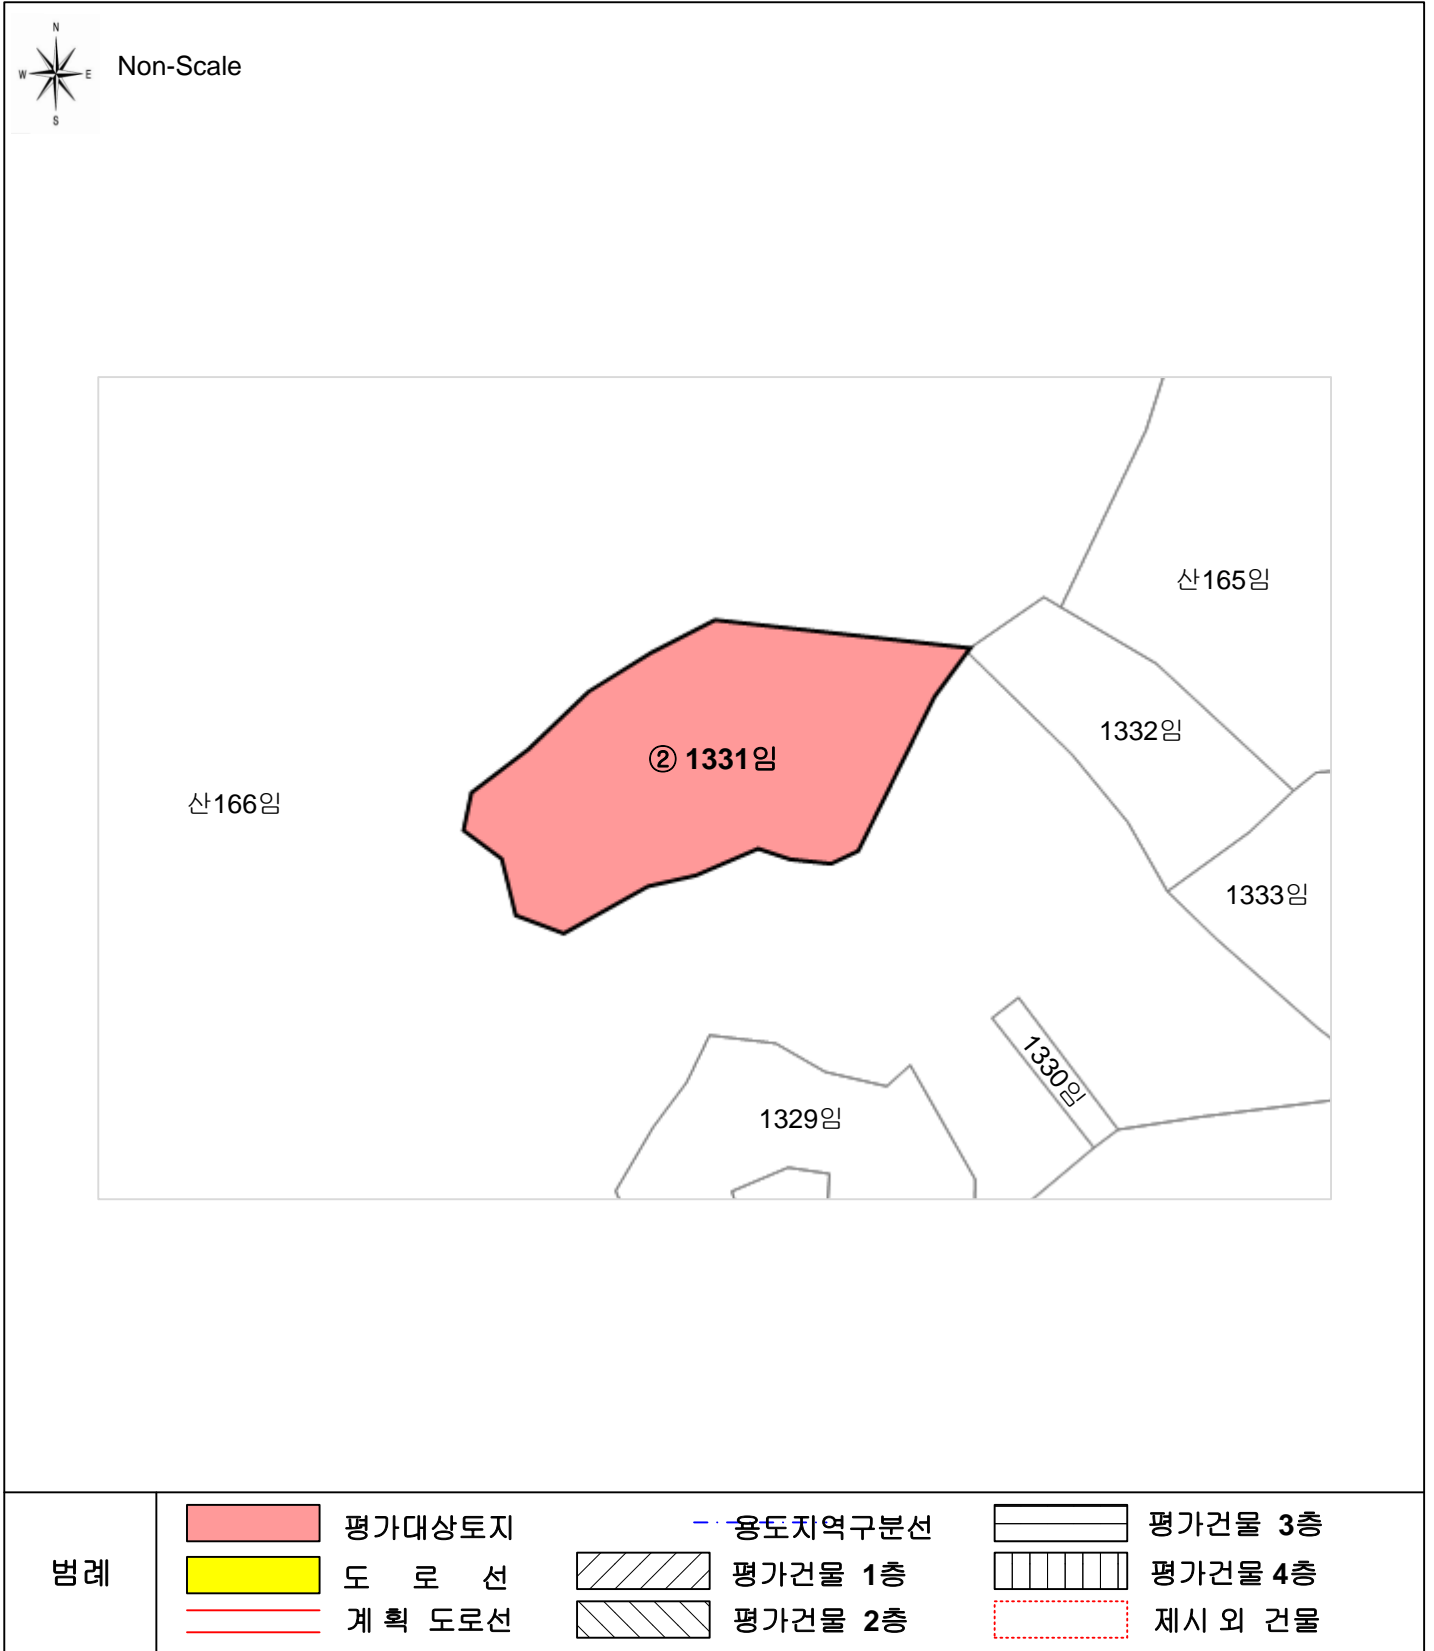 N
W E
S
Non-Scale
산165임
1332임
② 1331임
산166임
1333임
1330임
1329임
범례
평가대상토지
용도지역구분선
평가건물 3층
도 로 선
평가건물 1층
평가건물 4층
계획 도로선
평가건물 2층
제시 외 건물